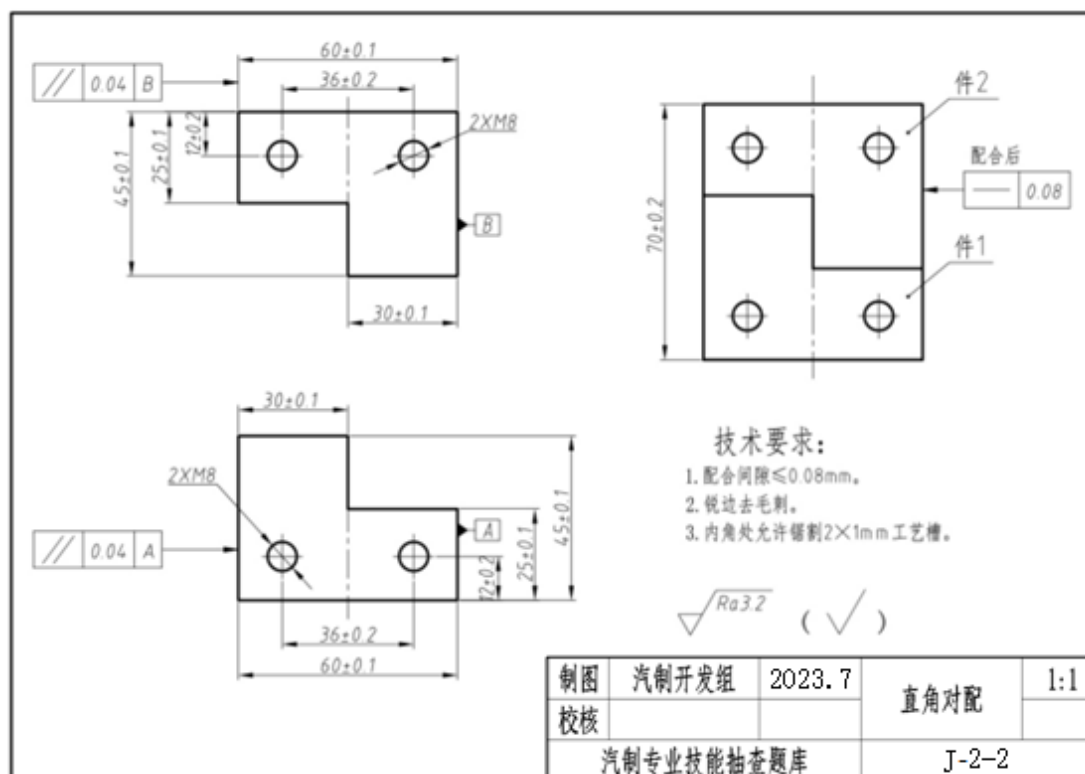 60±0.1
// 0.04 B
36±0.2
2XM8
12±0.2
25±0.1
45±0.1
B
30±0.1
件2
配合后
— 0.08
70±0.2
件1
30±0.1
2XM8
// 0.04 A
A
45±0.1
25±0.1
12±0.2
36±0.2
60±0.1
技术要求：
1.配合间隙≤0.08mm。
2.锐边去毛刺。
3.内角处允许锯割2×1mm工艺槽。
Ra3.2
( √ )
制图 汽制开发组 2023.7 直角对配 1:1
校核
汽制专业技能抽查题库 J-2-2